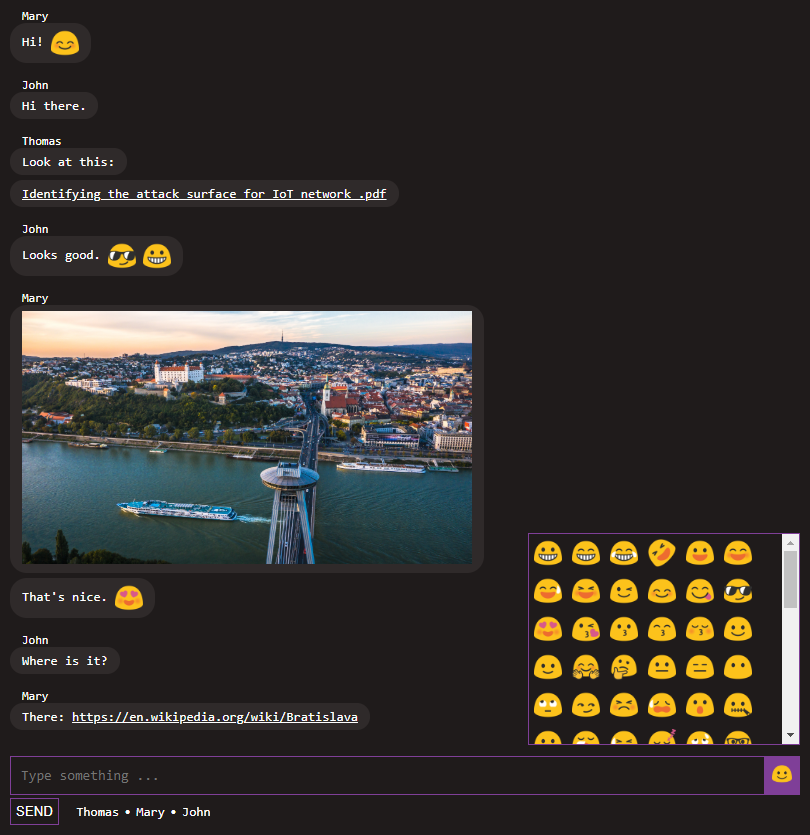 Mary
Hi! 😊
John
Hi there.
Thomas
Look at this:
Identifying the attack surface for IoT network .pdf
John
Looks good. 😎 😀
Mary
That's nice. 😍
John
Where is it?
Mary
There: https://en.wikipedia.org/wiki/Bratislava
Type something ...
SEND
Thomas • Mary • John